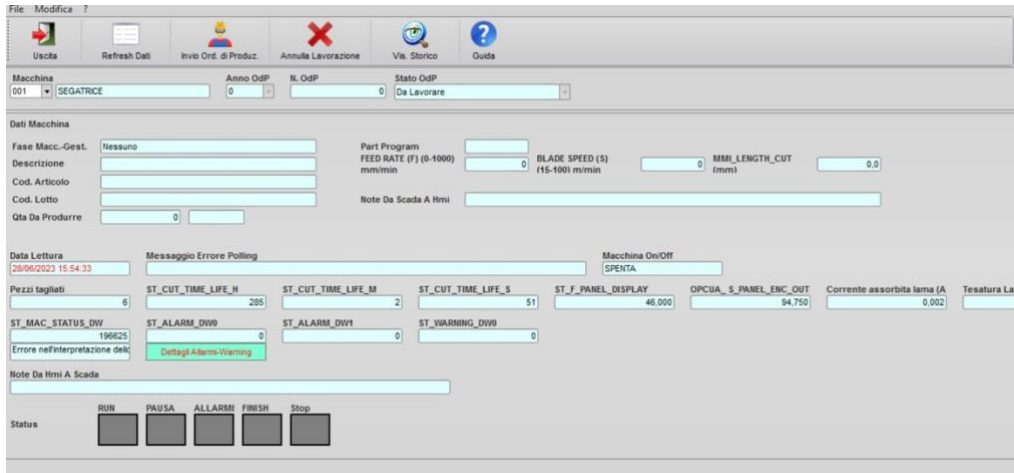 File Modifica ?
Uscita Refresh Dati Invio Ord. di Produz. Annulla Lavorazione Vis. Storico Guida
Macchina Anno OdP N. OdP Stato OdP
001 SEGATRICE 0 0 Da Lavorare
Dati Macchina
Fase Macc.-Gest. Nessuno Part Program
Descrizione FEED RATE (F) (0-1000) mm/min 0 BLADE SPEED (S) (15-100) m/min 0 MMI_LENGTH_CUT (mm) 0,0
Cod. Articolo
Cod. Lotto Note Da Scada A Hmi
Qta Da Produrre 0
Data Lettura Messaggio Errore Polling Macchina On/Off
28/06/2023 15:54:33 SPENTA
Pezzi tagliati ST_CUT_TIME_LIFE_H ST_CUT_TIME_LIFE_M ST_CUT_TIME_LIFE_S ST_F_PANEL_DISPLAY OPCUA_S_PANEL_ENC_OUT Corrente assorbita lama (A Tesatura La
6 285 2 51 46,000 94,750 0,002
ST_MAC_STATUS_DW ST_ALARM_DW0 ST_ALARM_DW1 ST_WARNING_DW0
196625 0 0 0
Errore nell'interpretazione dello Dettagli Allarmi-Warning
Note Da Hmi A Scada
RUN PAUSA ALLARMI FINISH Stop
Status